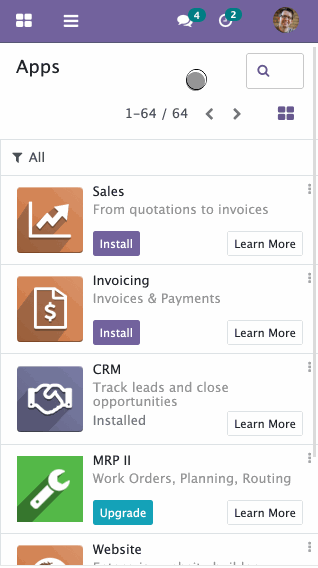 4
2
Apps
1-64 / 64
All
Sales
From quotations to invoices
Install
Learn More
Invoicing
Invoices & Payments
Install
Learn More
CRM
Track leads and close
opportunities
Installed
Learn More
MRP II
Work Orders, Planning, Routing
Upgrade
Learn More
Website